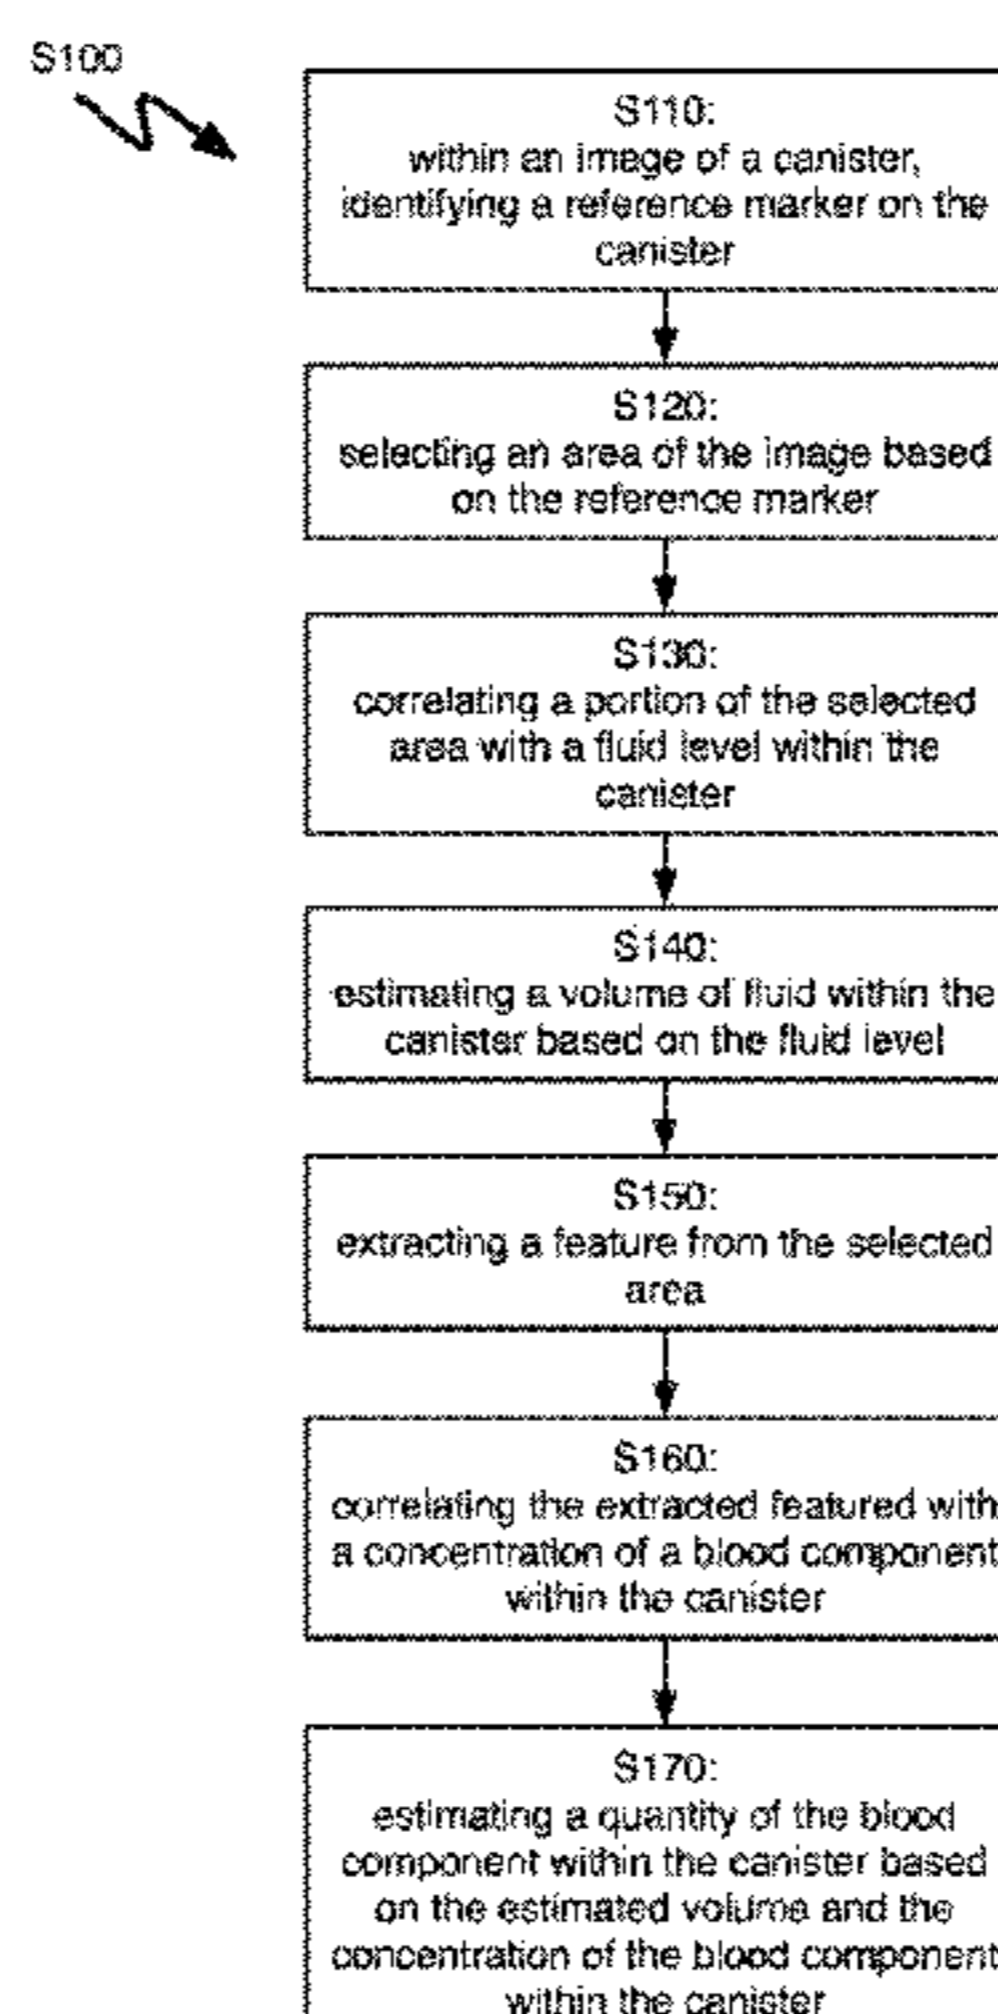 S100
S110:
within an image of a canister,
identifying a reference marker on the
canister
S120:
selecting an area of the image based
on the reference marker
S130:
correlating a portion of the selected
area with a fluid level within the
canister
S140:
estimating a volume of fluid within the
canister based on the fluid level
S150:
extracting a feature from the selected
area
S160:
correlating the extracted featured with
a concentration of a blood component
within the canister
S170:
estimating a quantity of the blood
component within the canister based
on the estimated volume and the
concentration of the blood component
within the canister